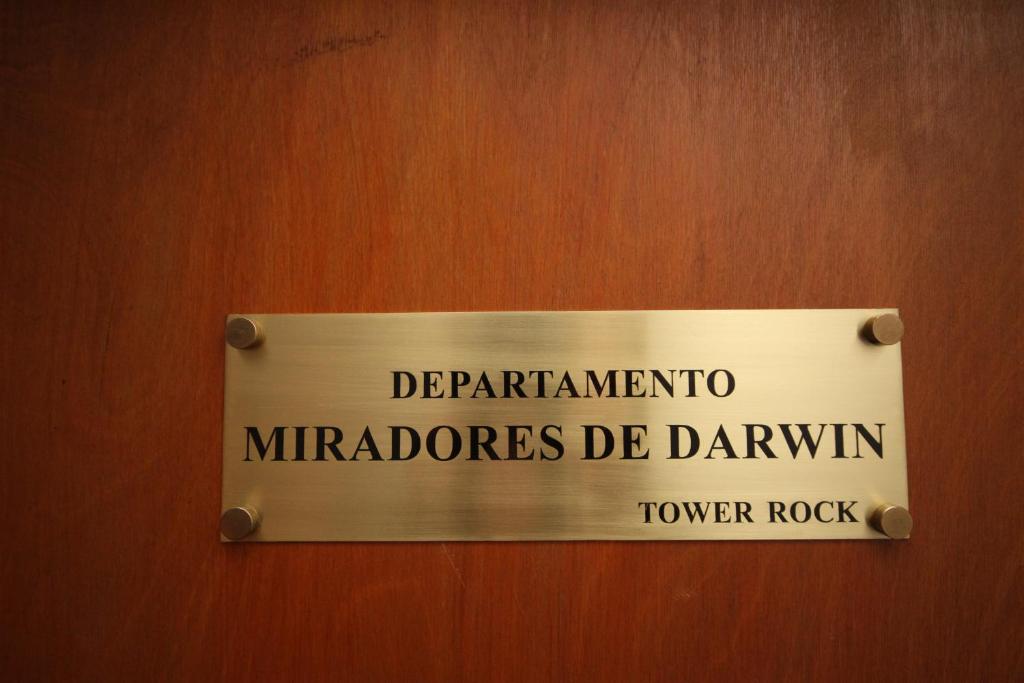 DEPARTAMENTO
MIRADORES DE DARWIN
TOWER ROCK